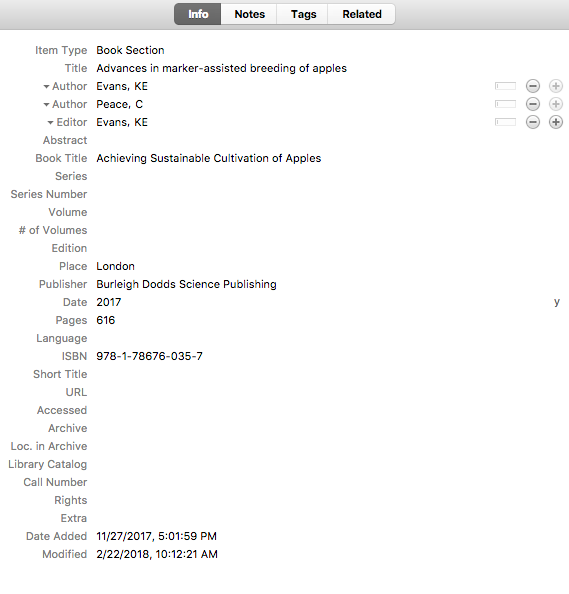 Info Notes Tags Related
Item Type Book Section
Title Advances in marker-assisted breeding of apples
Author Evans, KE
Author Peace, C
Editor Evans, KE
Abstract
Book Title Achieving Sustainable Cultivation of Apples
Series
Series Number
Volume
# of Volumes
Edition
Place London
Publisher Burleigh Dodds Science Publishing
Date 2017 y
Pages 616
Language
ISBN 978-1-78676-035-7
Short Title
URL
Accessed
Archive
Loc. in Archive
Library Catalog
Call Number
Rights
Extra
Date Added 11/27/2017, 5:01:59 PM
Modified 2/22/2018, 10:12:21 AM